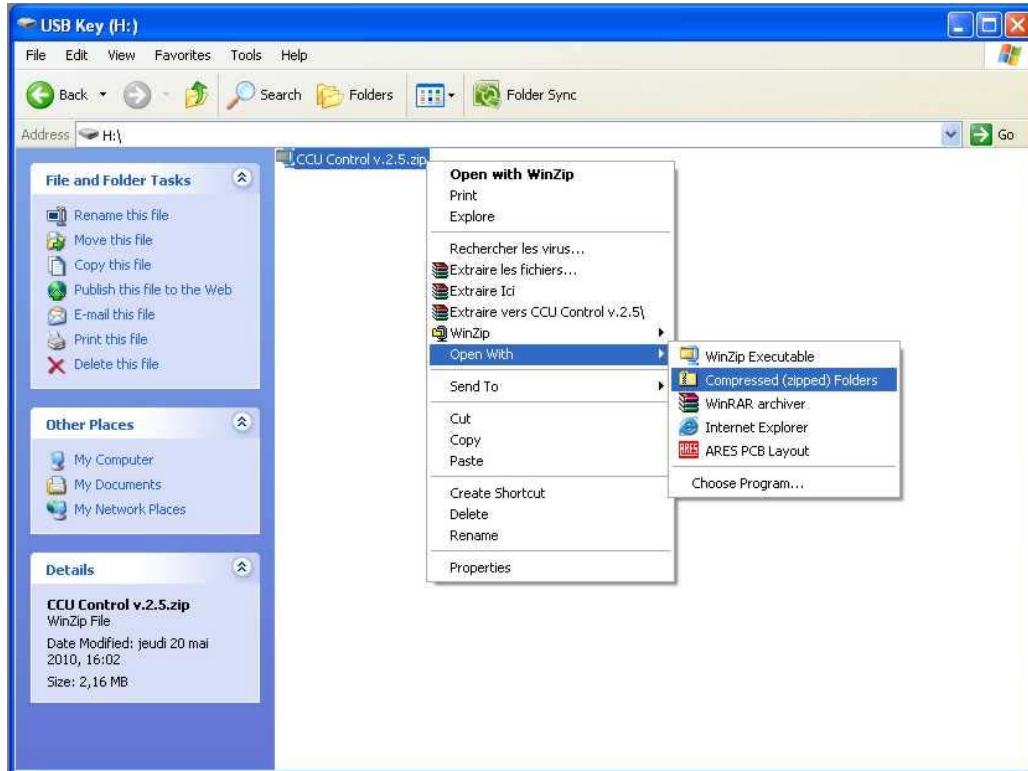 USB Key (H:)
File Edit View Favorites Tools Help
Back Search Folders Folder Sync
Address H:\ Go
File and Folder Tasks
Rename this file
Move this file
Copy this file
Publish this file to the Web
E-mail this file
Print this file
Delete this file
Other Places
My Computer
My Documents
My Network Places
Details
CCU Control v.2.5.zip
WinZip File
Date Modified: jeudi 20 mai
2010, 16:02
Size: 2,16 MB
CCU Control v.2.5.zip
Open with WinZip
Print
Explore
Rechercher les virus...
Extraire les fichiers...
Extraire Ici
Extraire vers CCU Control v.2.5\
WinZip
Open With
Send To
Cut
Copy
Paste
Create Shortcut
Delete
Rename
Properties
WinZip Executable
Compressed (zipped) Folders
WinRAR archiver
Internet Explorer
ARES PCB Layout
Choose Program...